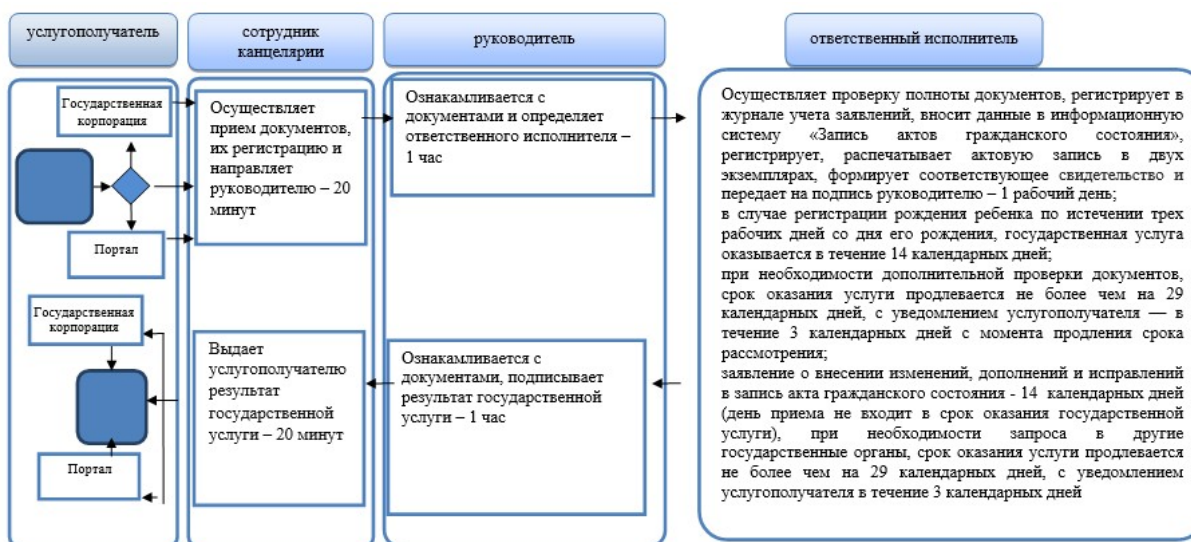 услугополучатель
сотрудник
канцелярии
руководитель
ответственный исполнитель
Государственная
корпорация
Портал
Осуществляет
прием документов,
их регистрацию и
направляет
руководителю – 20
минут
Ознакамливается с
документами и определяет
ответственного исполнителя –
1 час
Осуществляет проверку полноты документов, регистрирует в
журнале учета заявлений, вносит данные в информационную
систему «Запись актов гражданского состояния»,
регистрирует, распечатывает актовую запись в двух
экземплярах, формирует соответствующее свидетельство и
передает на подпись руководителю – 1 рабочий день;
в случае регистрации рождения ребенка по истечении трех
рабочих дней со дня его рождения, государственная услуга
оказывается в течение 14 календарных дней;
при необходимости дополнительной проверки документов,
срок оказания услуги продлевается не более чем на 29
календарных дней, с уведомлением услугополучателя — в
течение 3 календарных дней с момента продления срока
рассмотрения;
заявление о внесении изменений, дополнений и исправлений
в запись акта гражданского состояния - 14 календарных дней
(день приема не входит в срок оказания государственной
услуги), при необходимости запроса в другие
государственные органы, срок оказания услуги продлевается
не более чем на 29 календарных дней, с уведомлением
услугополучателя в течение 3 календарных дней
Государственная
корпорация
Портал
Выдает
услугополучателю
результат
государственной
услуги – 20 минут
Ознакамливается с
документами, подписывает
результат государственной
услуги – 1 час